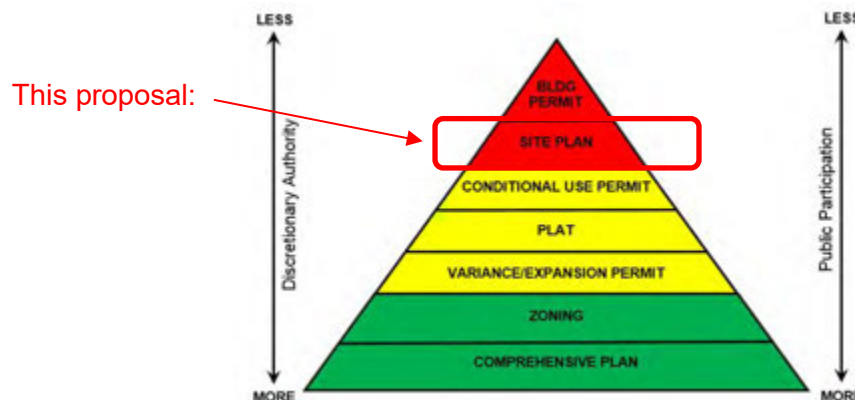 LESS
LESS
This proposal:
BLDG
PERMIT
SITE PLAN
CONDITIONAL USE PERMIT
PLAT
VARIANCE/EXPANSION PERMIT
ZONING
COMPREHENSIVE PLAN
Discretionary Authority
Public Participation
MORE
MORE